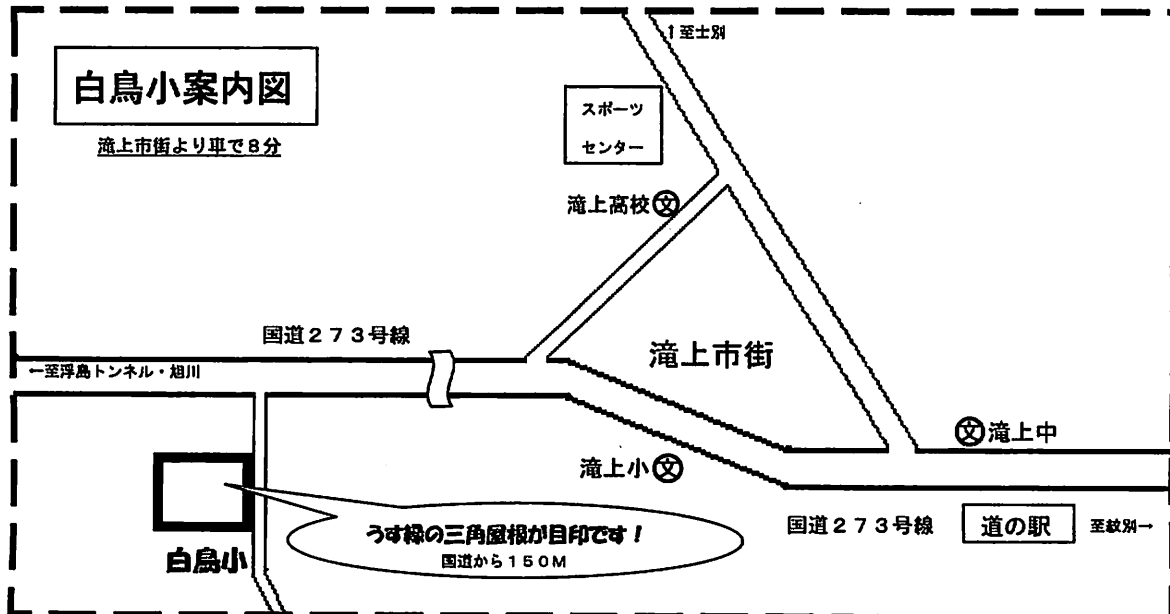 白鳥小案内図
滝上市街より車で8分
↑至士別
スポーツ
センター
滝上高校㉆
国道273号線
滝上市街
←至浮島トンネル・旭川
㉆滝上中
滝上小㉆
うす緑の三角屋根が目印です！
国道から150M
白鳥小
国道273号線
道の駅
至紋別→